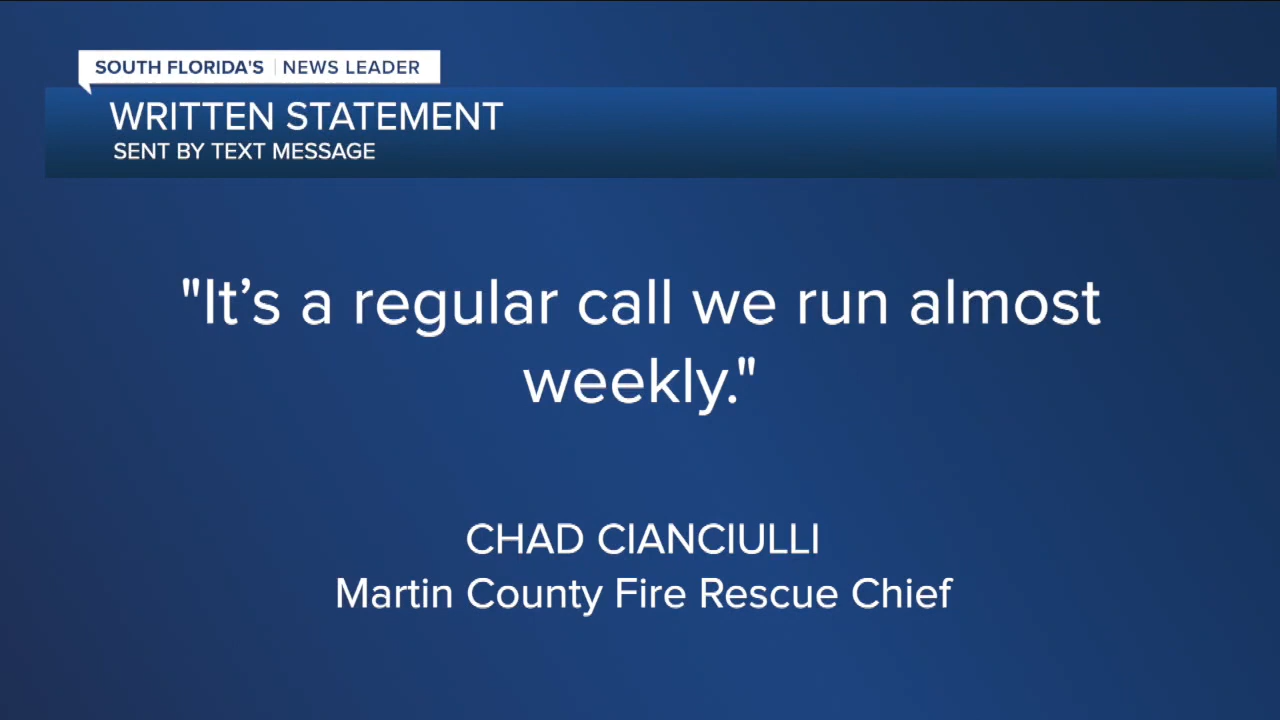 SOUTH FLORIDA'S | NEWS LEADER
WRITTEN STATEMENT
SENT BY TEXT MESSAGE
"It’s a regular call we run almost
weekly."
CHAD CIANCIULLI
Martin County Fire Rescue Chief